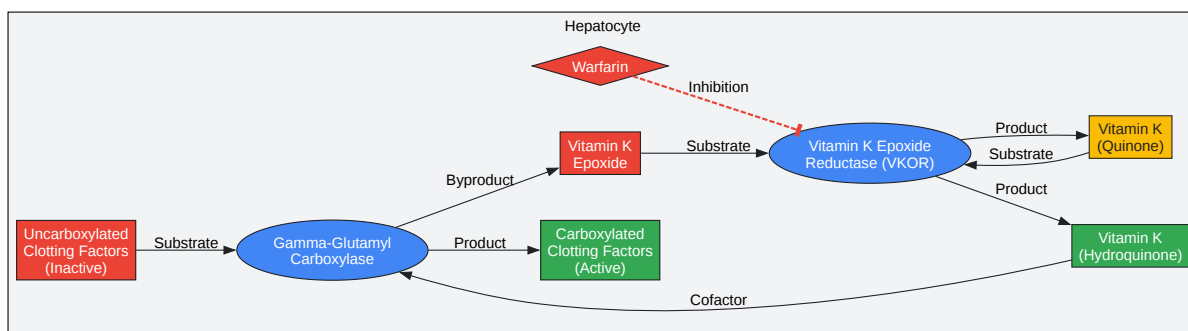 Hepatocyte
Warfarin
Inhibition
Vitamin K
Epoxide
Substrate
Vitamin K Epoxide
Reductase (VKOR)
Product
Substrate
Vitamin K
(Quinone)
Product
Byproduct
Uncarboxylated
Clotting Factors
(Inactive)
Substrate
Gamma-Glutamyl
Carboxylase
Product
Carboxylated
Clotting Factors
(Active)
Vitamin K
(Hydroquinone)
Cofactor